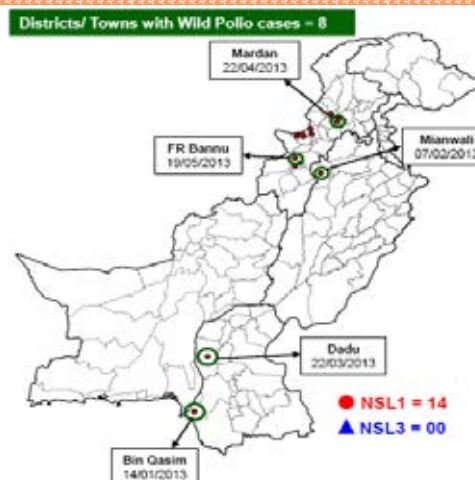 Districts/ Towns with Wild Polio cases = 8
Mardan
22/04/2013
FR Bannu
19/05/2013
Mianwali
07/02/2013
Dadu
22/03/2013
NSL1 = 14
NSL3 = 00
Bin Qasim
14/01/2013